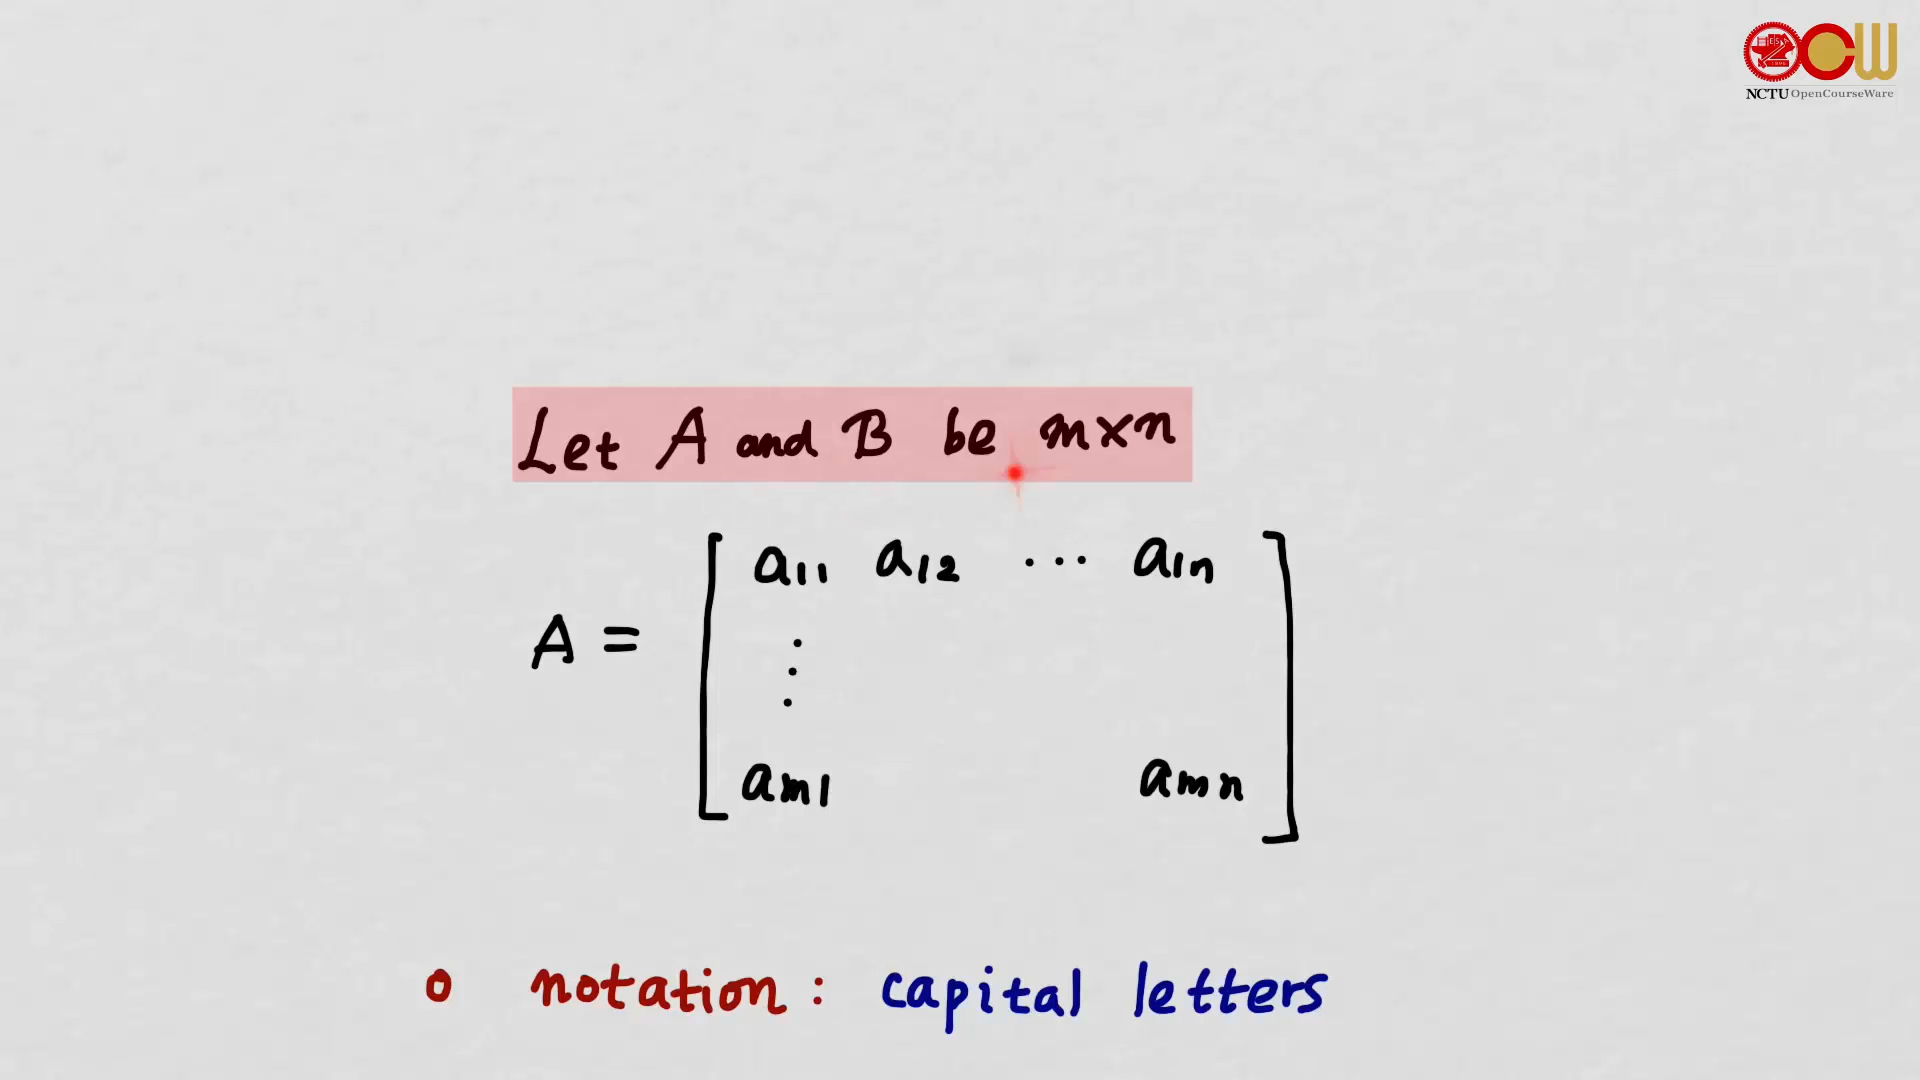 NCTU OpenCourseWare
Let A and B be m×n
a11 a12 ... a1n
A =
⋮
am1 amn
o notation: capital letters